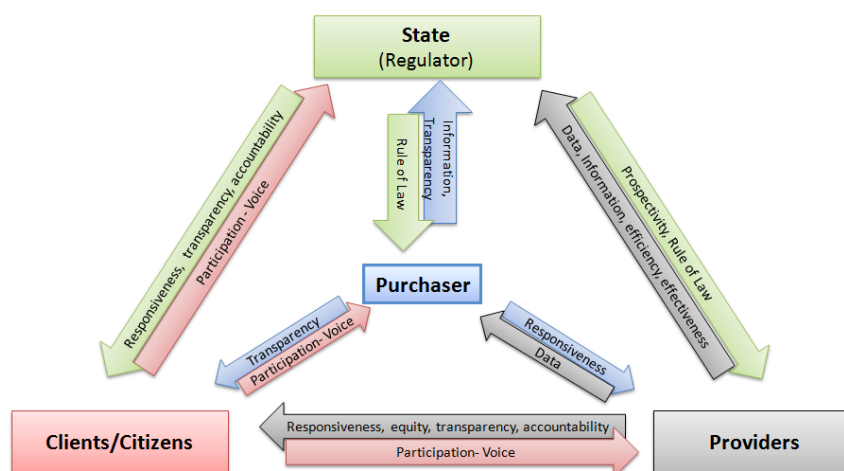 State
(Regulator)
Responsiveness, transparency, accountability
Participation - Voice
Rule of Law
Information,
Transparency
Prospectivity, Rule of Law
Data, Information, efficiency, effectiveness
Purchaser
Transparency
Participation- Voice
Responsiveness
Data
Clients/Citizens
Responsiveness, equity, transparency, accountability
Participation- Voice
Providers